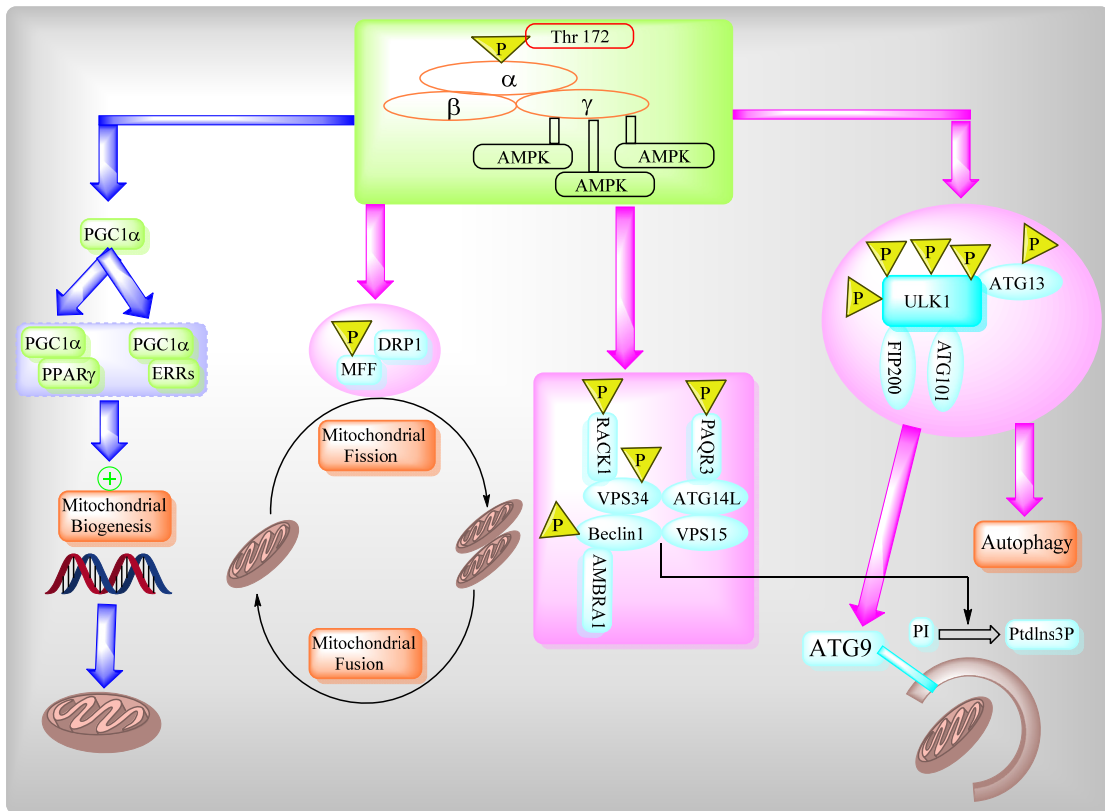 P
Thr 172
α
β
γ
AMPK
AMPK
AMPK
PGC1α
PGC1α
PPARγ
PGC1α
ERRs
+
Mitochondrial
Biogenesis
P
DRP1
MFF
Mitochondrial
Fission
Mitochondrial
Fusion
P
P
RACK1
PAQR3
P
VPS34
ATG14L
P
Beclin1
VPS15
AMBRA1
P
P
P
P
P
ULK1
ATG13
FIP200
ATG101
Autophagy
ATG9
PI
Ptdlns3P